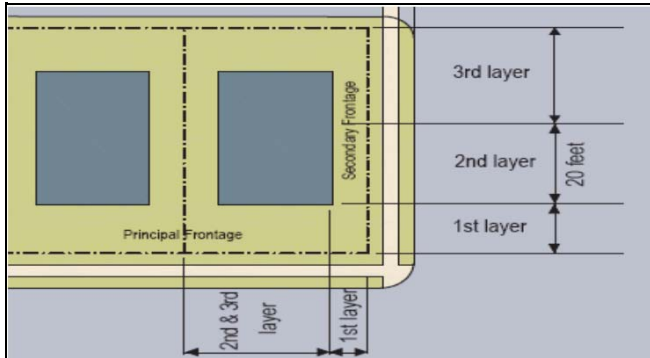 3rd layer
Secondary Frontage
2nd layer
20 feet
1st layer
Principal Frontage
2nd & 3rd
layer
1st layer